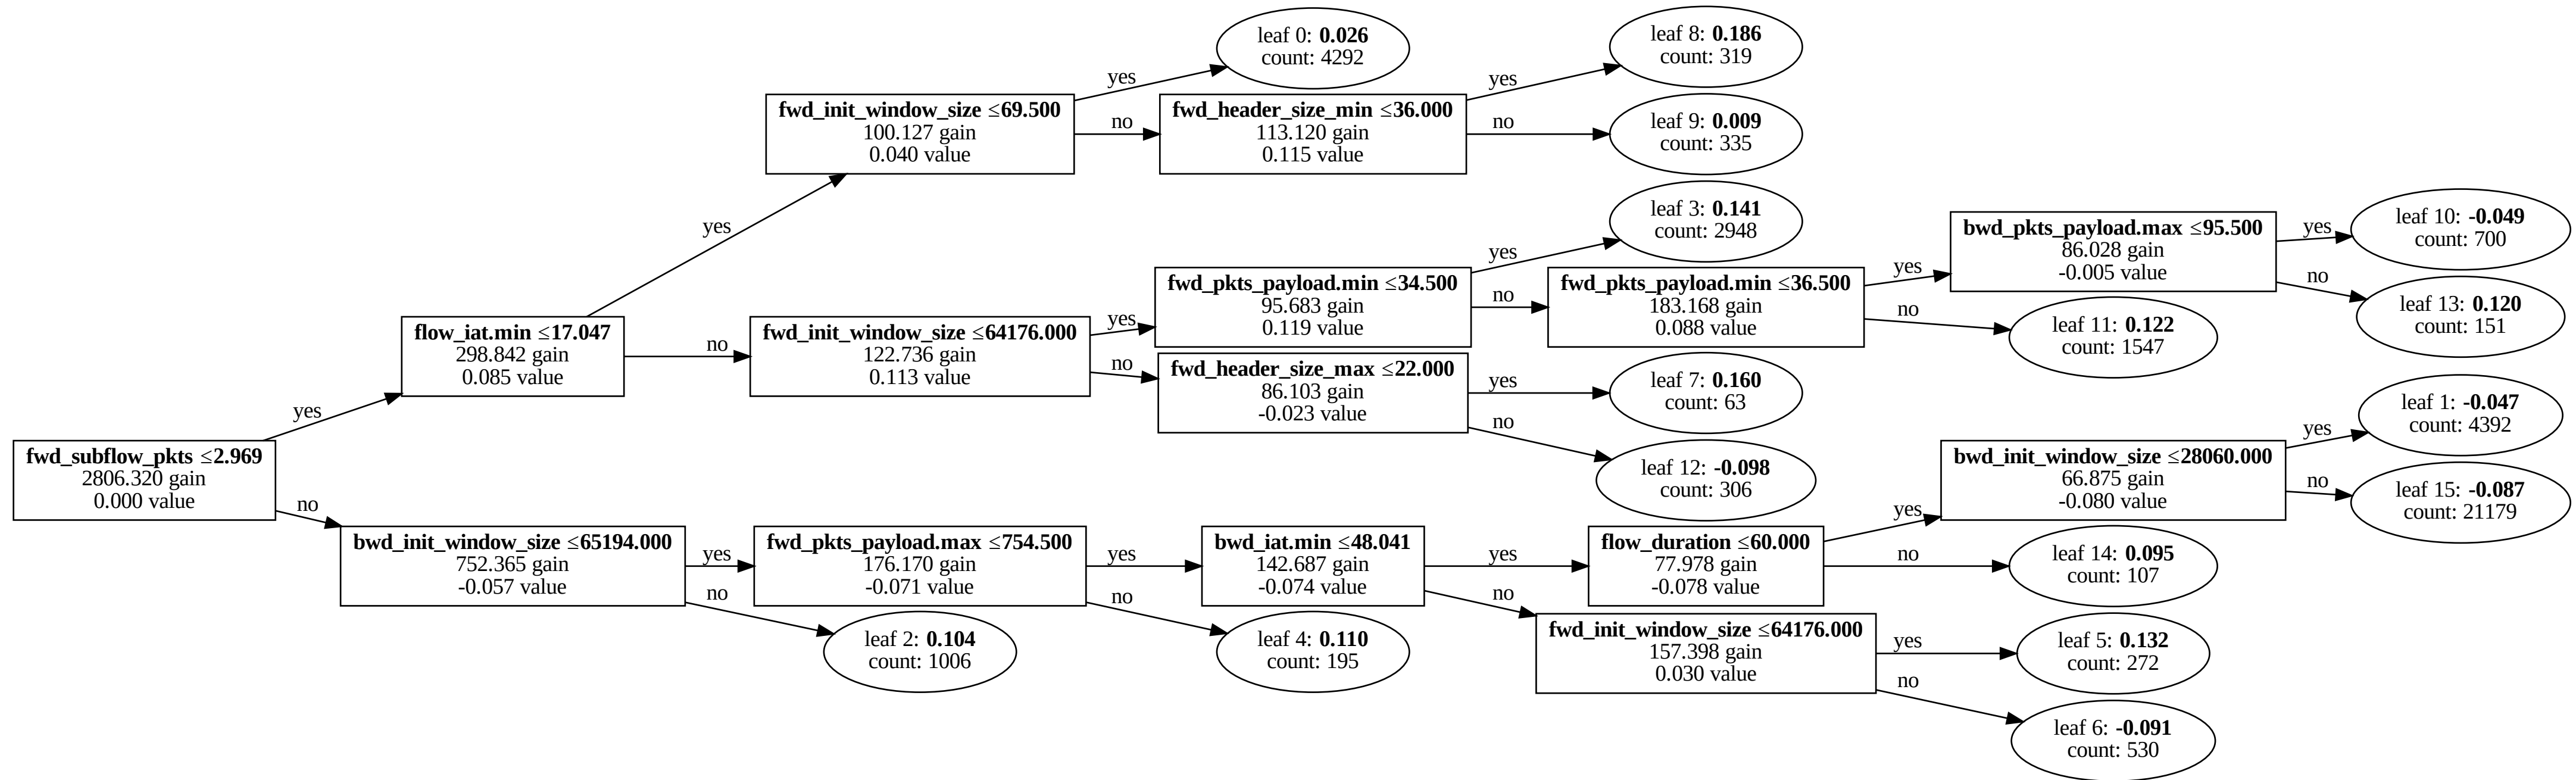 fwd_subflow_pkts ≤2.969
2806.320 gain
0.000 value
yes
no
flow_iat.min ≤17.047
298.842 gain
0.085 value
yes
no
fwd_init_window_size ≤69.500
100.127 gain
0.040 value
yes
no
leaf 0: 0.026
count: 4292
fwd_header_size_min ≤36.000
113.120 gain
0.115 value
yes
no
leaf 8: 0.186
count: 319
leaf 9: 0.009
count: 335
fwd_init_window_size ≤64176.000
122.736 gain
0.113 value
yes
no
fwd_pkts_payload.min ≤34.500
95.683 gain
0.119 value
yes
no
leaf 3: 0.141
count: 2948
fwd_pkts_payload.min ≤36.500
183.168 gain
0.088 value
yes
no
bwd_pkts_payload.max ≤95.500
86.028 gain
-0.005 value
yes
no
leaf 10: -0.049
count: 700
leaf 13: 0.120
count: 151
leaf 11: 0.122
count: 1547
fwd_header_size_max ≤22.000
86.103 gain
-0.023 value
yes
no
leaf 7: 0.160
count: 63
leaf 12: -0.098
count: 306
bwd_init_window_size ≤65194.000
752.365 gain
-0.057 value
yes
no
fwd_pkts_payload.max ≤754.500
176.170 gain
-0.071 value
yes
no
leaf 2: 0.104
count: 1006
bwd_iat.min ≤48.041
142.687 gain
-0.074 value
yes
no
leaf 4: 0.110
count: 195
flow_duration ≤60.000
77.978 gain
-0.078 value
yes
no
bwd_init_window_size ≤28060.000
66.875 gain
-0.080 value
yes
no
leaf 1: -0.047
count: 4392
leaf 15: -0.087
count: 21179
leaf 14: 0.095
count: 107
fwd_init_window_size ≤64176.000
157.398 gain
0.030 value
yes
no
leaf 5: 0.132
count: 272
leaf 6: -0.091
count: 530